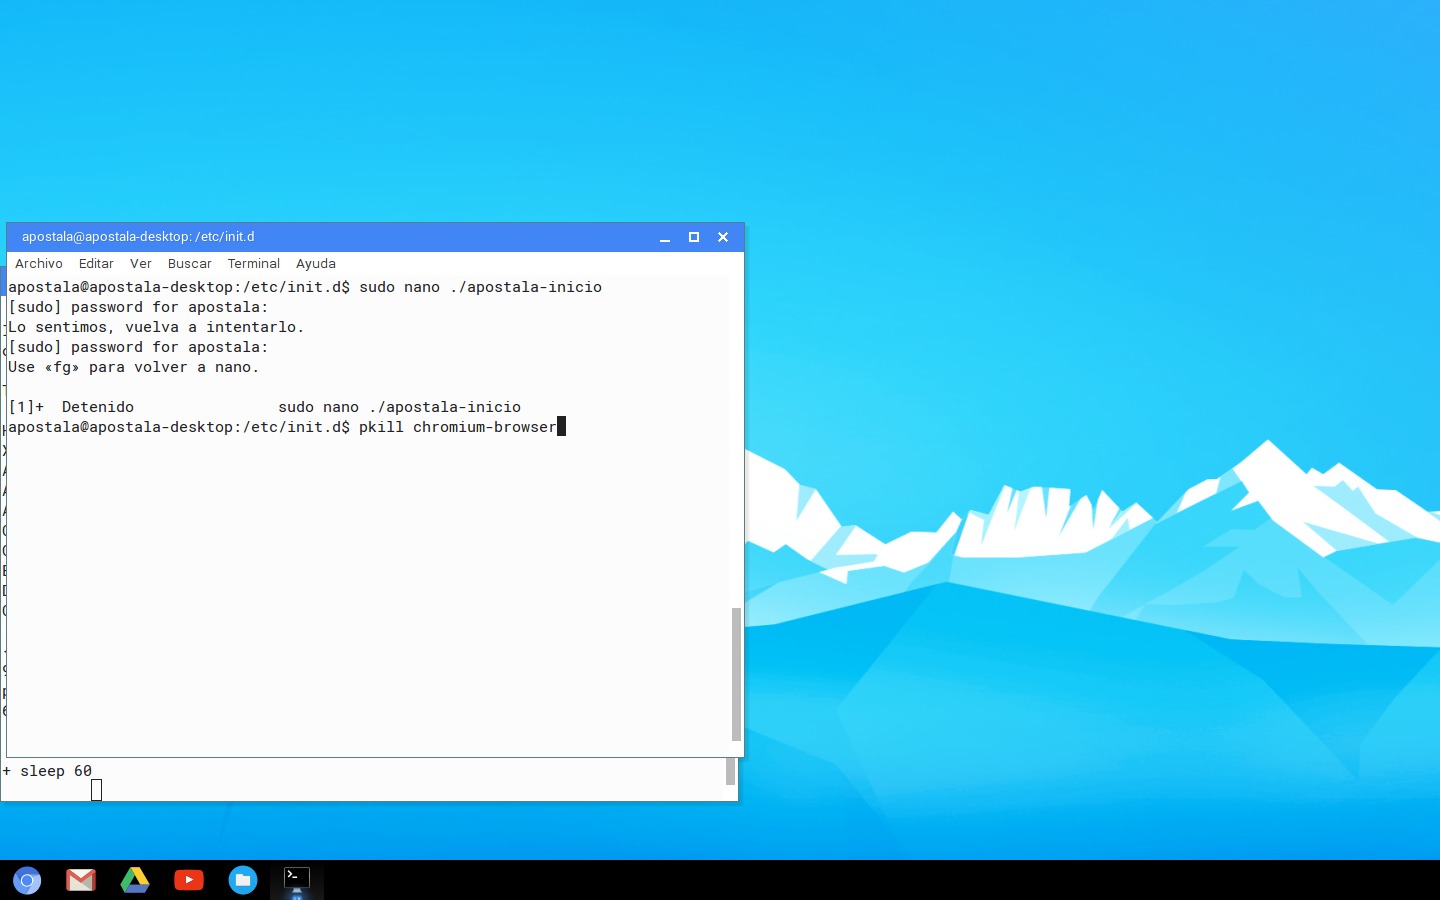 apostala@apostala-desktop: /etc/init.d
Archivo Editar Ver Buscar Terminal Ayuda
apostala@apostala-desktop:/etc/init.d$ sudo nano ./apostala-inicio
[sudo] password for apostala:
Lo sentimos, vuelva a intentarlo.
[sudo] password for apostala:
Use «fg» para volver a nano.
[1]+  Detenido                sudo nano ./apostala-inicio
apostala@apostala-desktop:/etc/init.d$ pkill chromium-browser
+ sleep 60